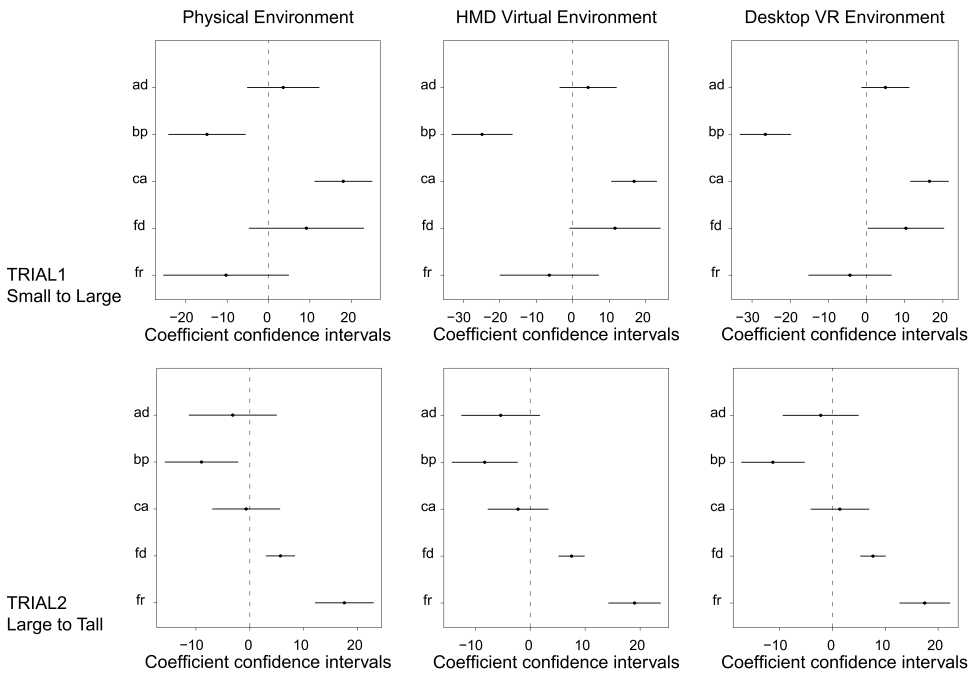 Physical Environment
HMD Virtual Environment
Desktop VR Environment
ad
bp
ca
fd
fr
−20 −10 0 10 20
Coefficient confidence intervals
ad
bp
ca
fd
fr
−30 −20 −10 0 10 20
Coefficient confidence intervals
ad
bp
ca
fd
fr
−30 −20 −10 0 10 20
Coefficient confidence intervals
TRIAL1
Small to Large
ad
bp
ca
fd
fr
−10 0 10 20
Coefficient confidence intervals
ad
bp
ca
fd
fr
−10 0 10 20
Coefficient confidence intervals
ad
bp
ca
fd
fr
−10 0 10 20
Coefficient confidence intervals
TRIAL2
Large to Tall